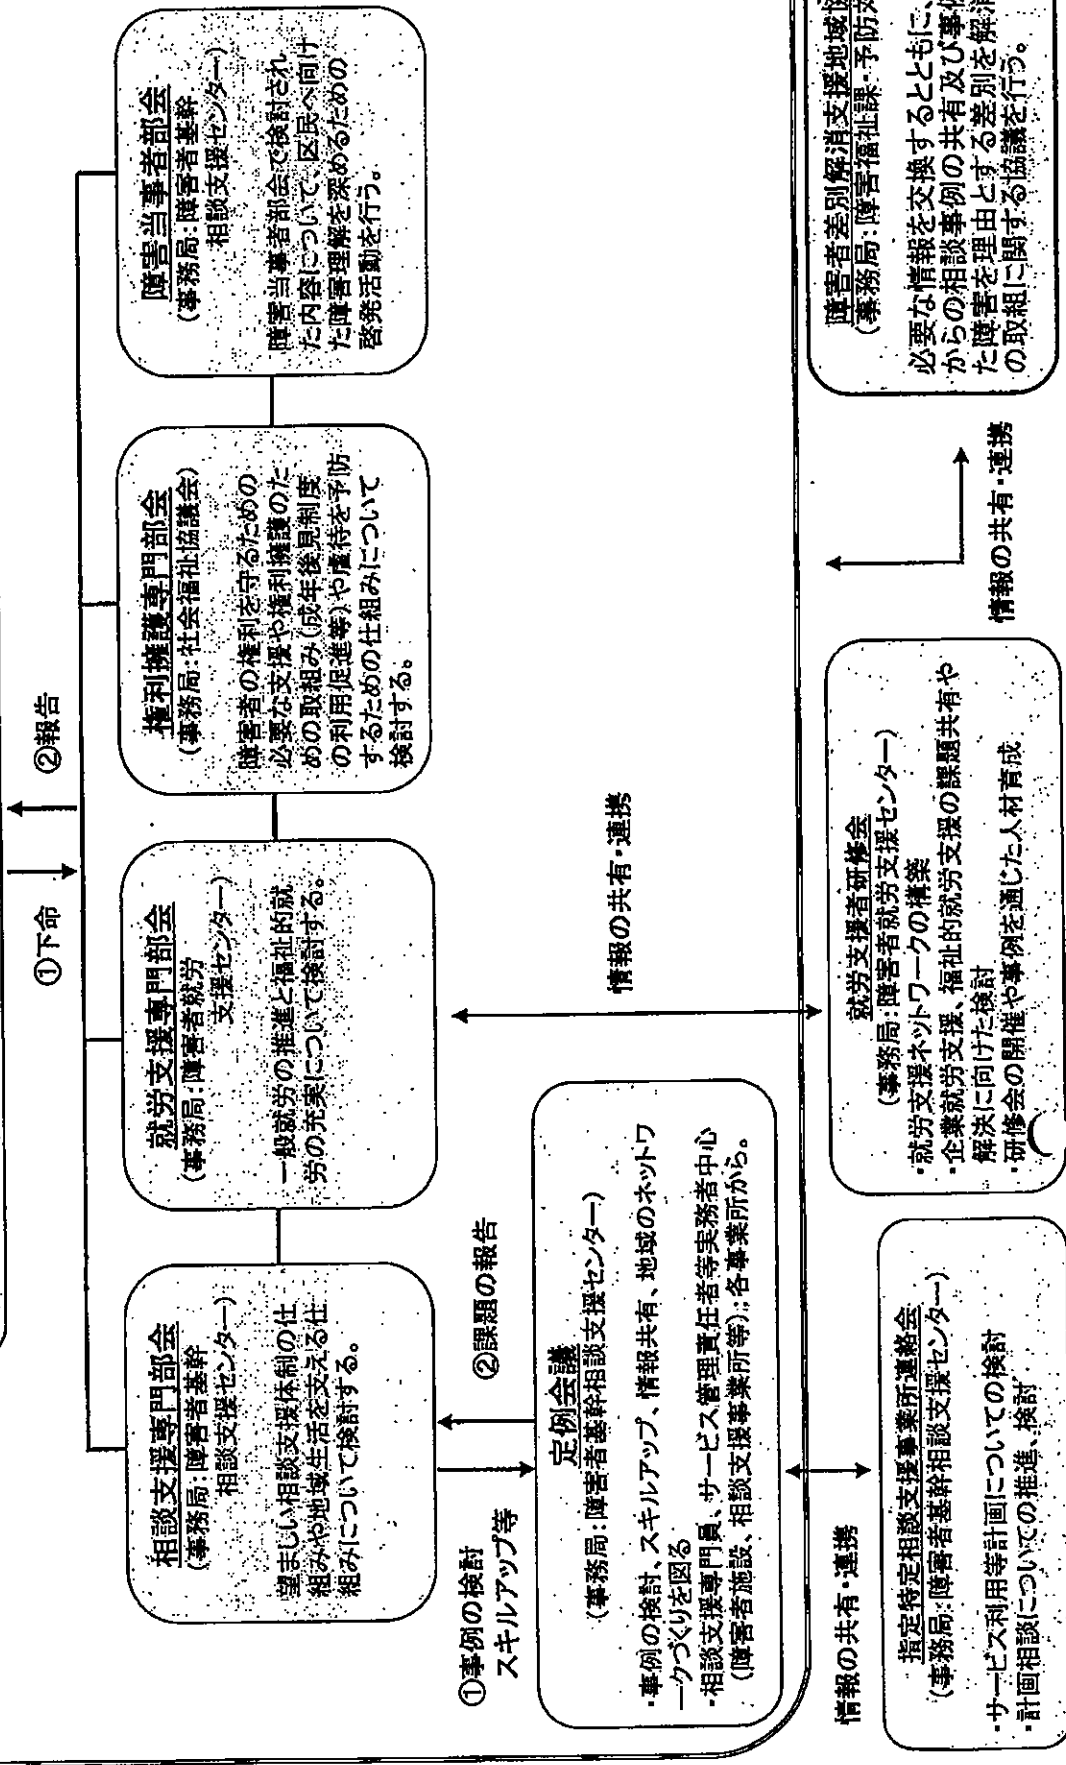 ①下命
②報告
相談支援専門部会
(事務局:障害者基幹
相談支援センター)
望ましい相談支援体制の仕
組みや地域生活を支える仕
組みについて検討する。
就労支援専門部会
(事務局:障害者就労
支援センター)
一般就労の推進と福祉的就
労の充実について検討する。
権利擁護専門部会
(事務局:社会福祉協議会)
障害者の権利を守るための
必要な支援や権利擁護のた
めの取組み(成年後見制度
の利用促進等)や虐待を予防
するための仕組みについて
検討する。
障害当事者部会
(事務局:障害者基幹
相談支援センター)
障害当事者部会で検討され
た内容について、区民へ向け
た障害理解を深めるための
啓発活動を行う。
①事例の検討
スキルアップ等
②課題の報告
定例会議
(事務局:障害者基幹相談支援センター)
・事例の検討、スキルアップ、情報共有、地域のネットワ
ークづくりを図る
・相談支援専門員、サービス管理責任者等実務者中心
(障害者施設、相談支援事業所等):各事業所から。
情報の共有・連携
情報の共有・連携
指定特定相談支援事業所連絡会
(事務局:障害者基幹相談支援センター)
・サービス利用等計画についての検討
・計画相談についての推進、検討
就労支援者研修会
(事務局:障害者就労支援センター)
・就労支援ネットワークの構築
・企業就労支援、福祉的就労支援の課題共有や
解決に向けた検討
・研修会の開催や事例を通じた人材育成
情報の共有・連携
障害者差別解消支援地域協
(事務局:障害福祉課・予防対
必要な情報を交換するとともに、
からの相談事例の共有及び事例
た障害を理由とする差別を解消
の取組に関する協議を行う。